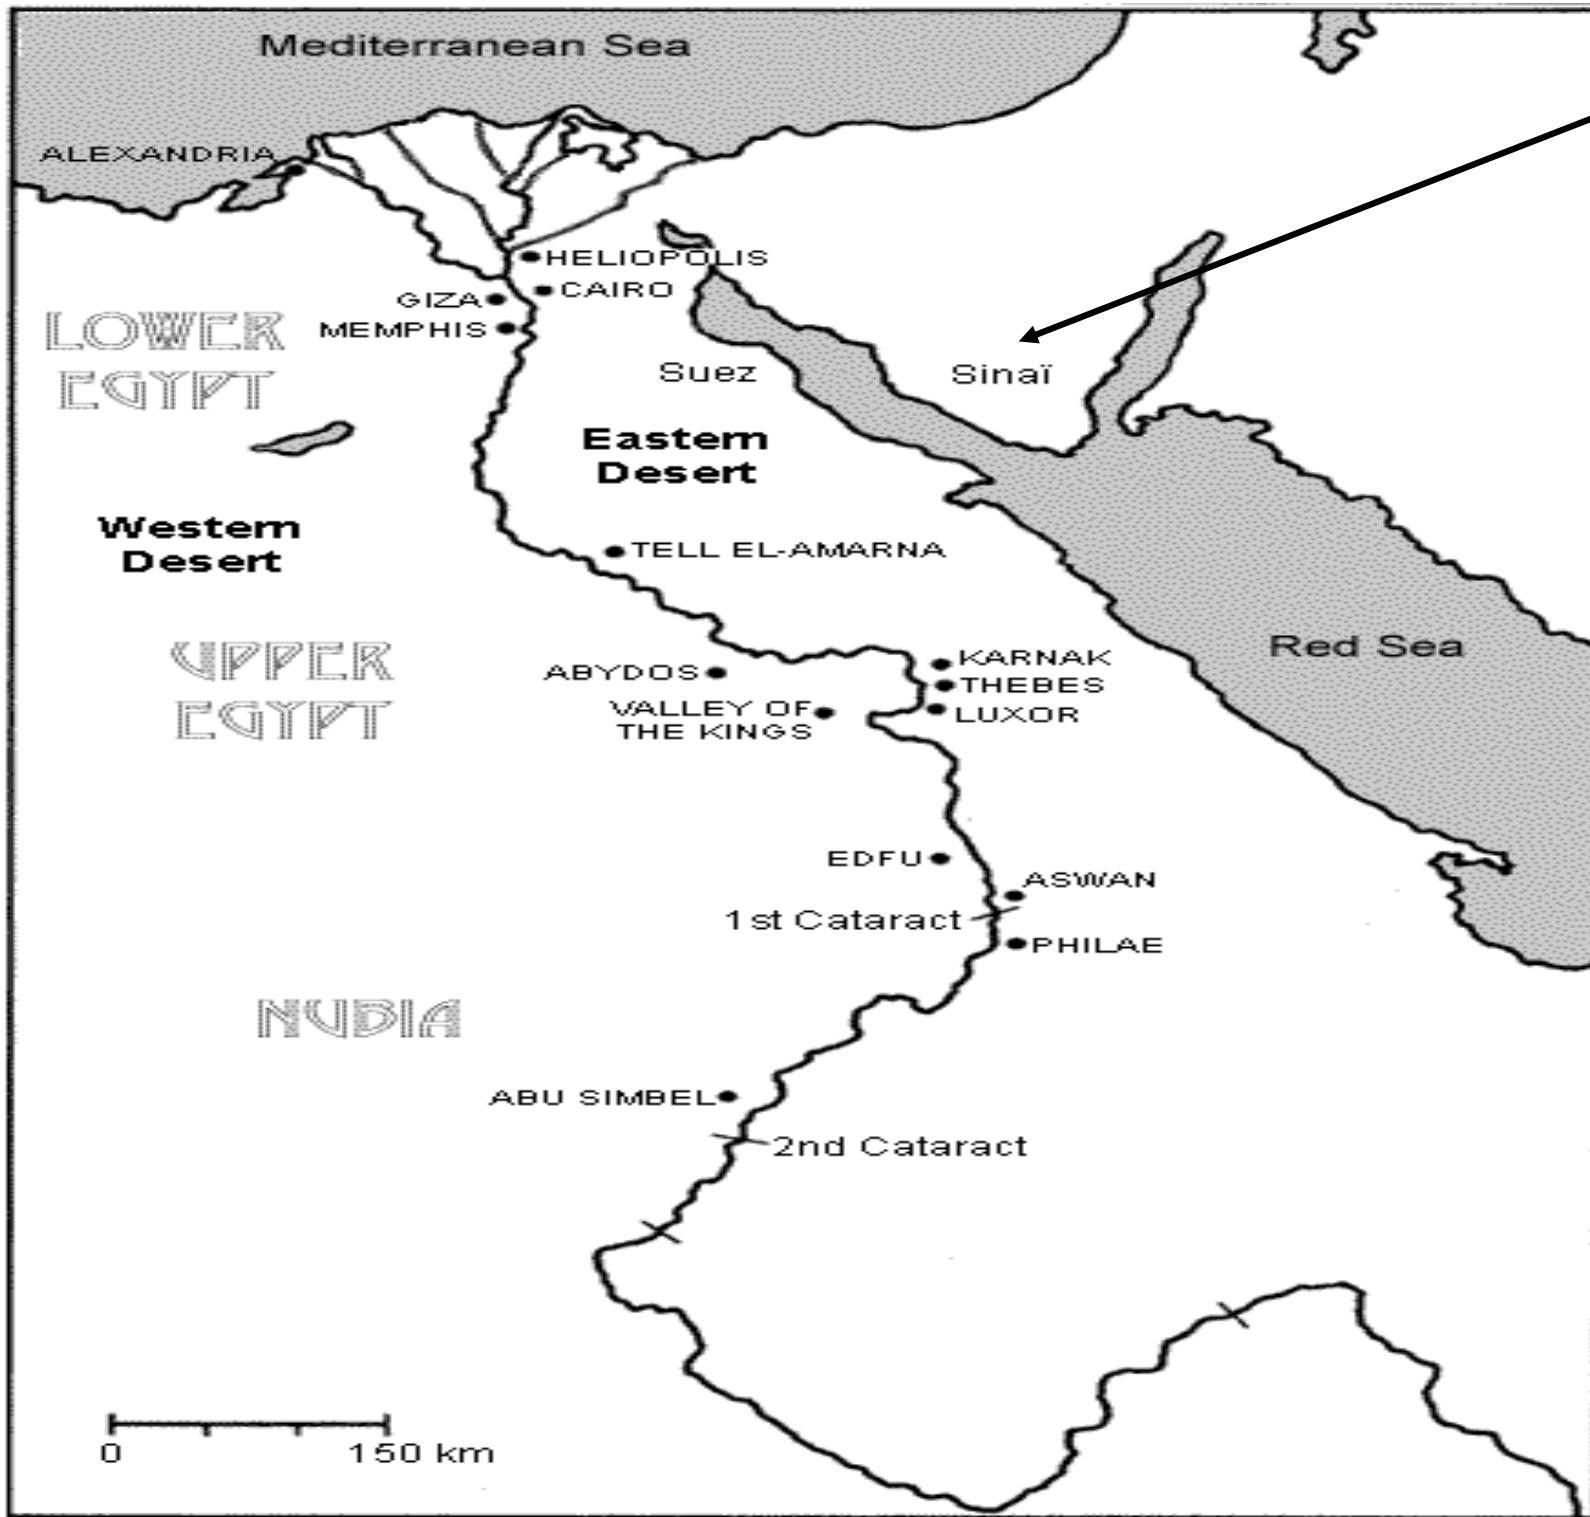 Mediterranean Sea
ALEXANDRIA
HELIOPOLIS
CAIRO
GIZA
MEMPHIS
LOWER
EGYPT
Suez
Sinaï
Eastern
Desert
Western
Desert
TELL EL-AMARNA
UPPER
EGYPT
Red Sea
ABYDOS
KARNAK
THEBES
LUXOR
VALLEY OF
THE KINGS
EDFU
ASWAN
1st Cataract
PHILAE
NUBIA
ABU SIMBEL
2nd Cataract
0 150 km